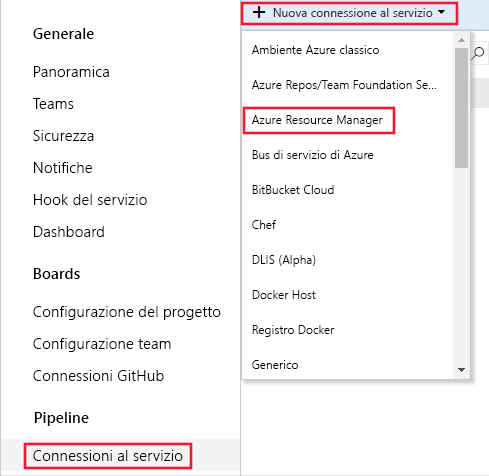 Generale
Panoramica
Teams
Sicurezza
Notifiche
Hook del servizio
Dashboard
Boards
Configurazione del progetto
Configurazione team
Connessioni GitHub
Pipeline
Connessioni al servizio
+ Nuova connessione al servizio
Ambiente Azure classico
Azure Repos/Team Foundation Se...
Azure Resource Manager
Bus di servizio di Azure
BitBucket Cloud
Chef
DLIS (Alpha)
Docker Host
Registro Docker
Generico